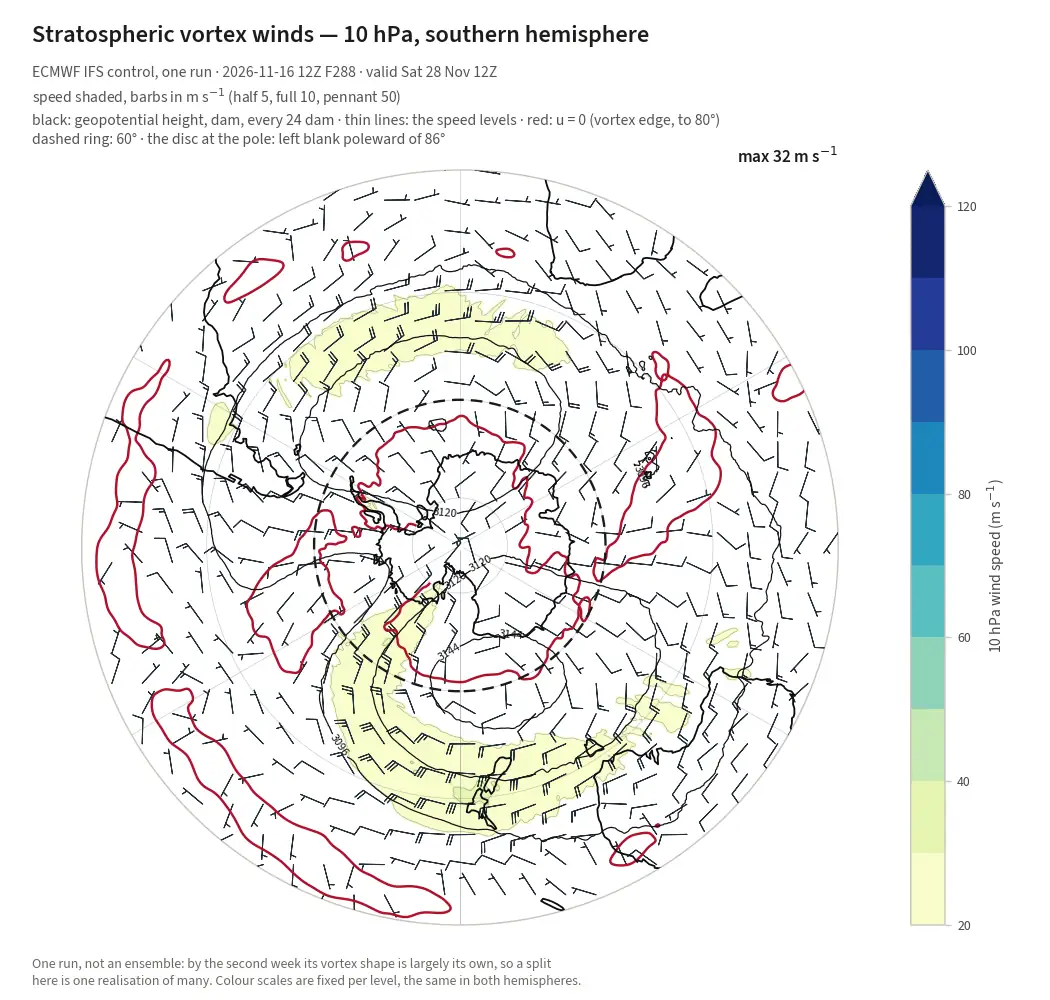 Stratospheric vortex winds — 10 hPa, southern hemisphere
ECMWF IFS control, one run · 2026-11-16 12Z F288 · valid Sat 28 Nov 12Z
speed shaded, barbs in m s⁻¹ (half 5, full 10, pennant 50)
black: geopotential height, dam, every 24 dam · thin lines: the speed levels · red: u = 0 (vortex edge, to 80°)
dashed ring: 60° · the disc at the pole: left blank poleward of 86°
max 32 m s⁻¹
120
100
80
60
40
20
10 hPa wind speed (m s⁻¹)
3120
3120
3144
3144
3096
One run, not an ensemble: by the second week its vortex shape is largely its own, so a split
here is one realisation of many. Colour scales are fixed per level, the same in both hemispheres.